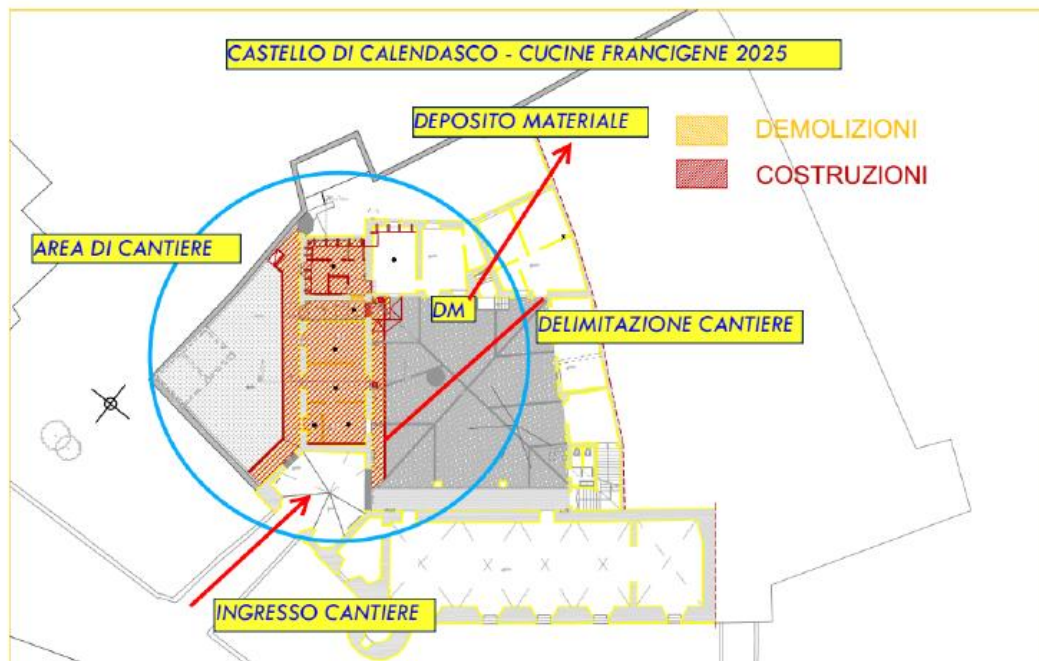 CASTELLO DI CALENDASCO - CUCINE FRANCIGENE 2025
DEPOSITO MATERIALE
DEMOLIZIONI
COSTRUZIONI
AREA DI CANTIERE
DM
DELIMITAZIONE CANTIERE
INGRESSO CANTIERE